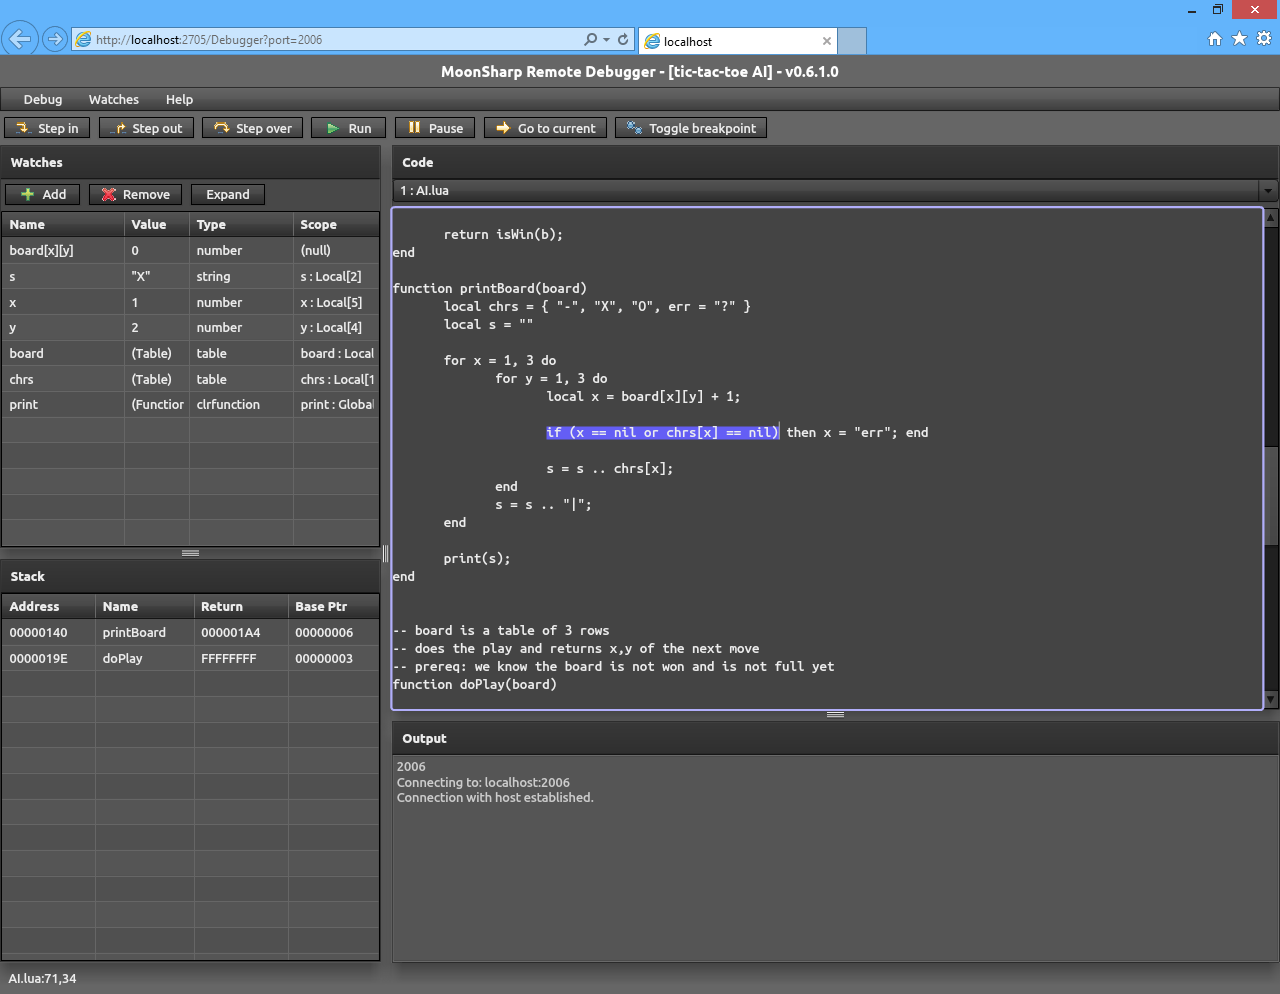 http://localhost:2705/Debugger?port=2006
localhost
MoonSharp Remote Debugger - [tic-tac-toe AI] - v0.6.1.0
Debug Watches Help
Step in Step out Step over Run Pause Go to current Toggle breakpoint
Watches
Add Remove Expand
Name Value Type Scope
board[x][y] 0 number (null)
s "X" string s : Local[2]
x 1 number x : Local[5]
y 2 number y : Local[4]
board (Table) table board : Local
chrs (Table) table chrs : Local[1
print (Function clrfunction print : Global
Stack
Address Name Return Base Ptr
00000140 printBoard 000001A4 00000006
0000019E doPlay FFFFFFFF 00000003
Code
1 : AI.lua
return isWin(b);
end
function printBoard(board)
local chrs = { "-", "X", "O", err = "?" }
local s = ""
for x = 1, 3 do
for y = 1, 3 do
local x = board[x][y] + 1;
if (x == nil or chrs[x] == nil) then x = "err"; end
s = s .. chrs[x];
end
s = s .. "|";
end
print(s);
end
-- board is a table of 3 rows
-- does the play and returns x,y of the next move
-- prereq: we know the board is not won and is not full yet
function doPlay(board)
Output
2006
Connecting to: localhost:2006
Connection with host established.
AI.lua:71,34